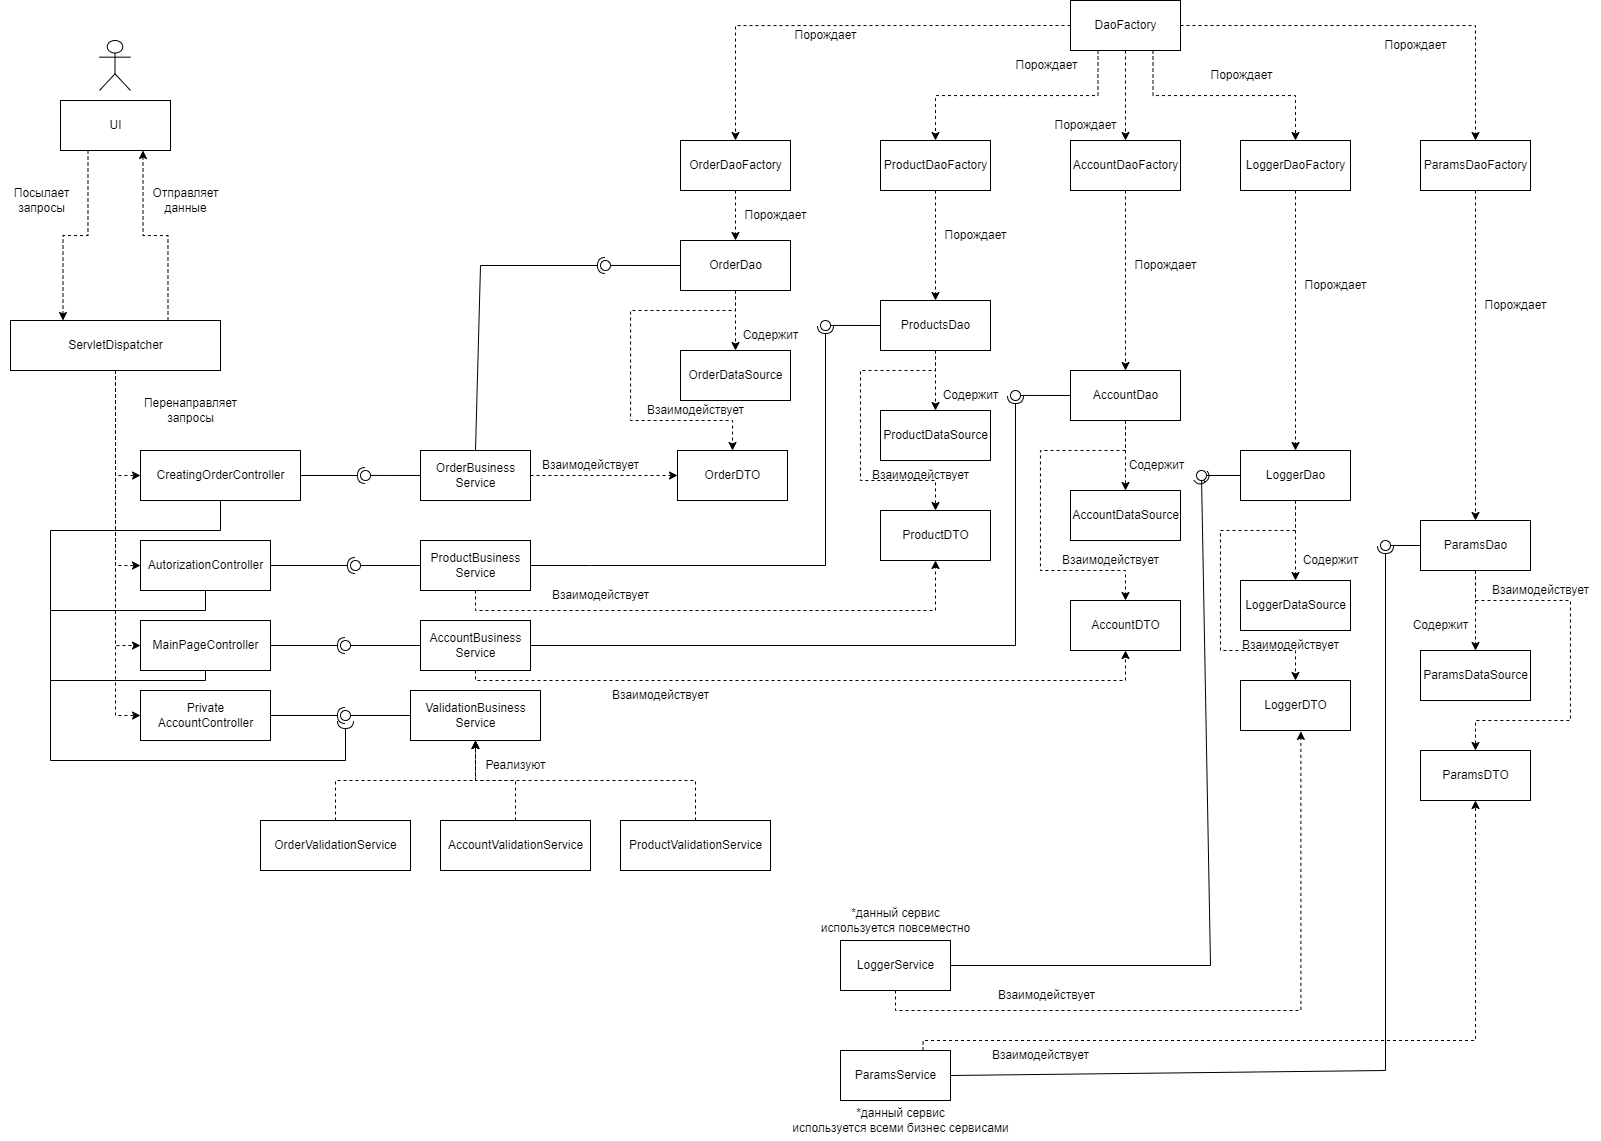 DaoFactory
Порождает
Порождает
Порождает
Порождает
Порождает
UI
OrderDaoFactory
ProductDaoFactory
AccountDaoFactory
LoggerDaoFactory
ParamsDaoFactory
Посылает
запросы
Отправляет
данные
Порождает
Порождает
Порождает
Порождает
Порождает
OrderDao
ProductsDao
ServletDispatcher
Содержит
OrderDataSource
Взаимодействует
AccountDao
Содержит
ProductDataSource
Перенаправляет
запросы
CreatingOrderController
OrderBusiness
Service
Взаимодействует
OrderDTO
Взаимодействует
Содержит
AccountDataSource
LoggerDao
ProductDTO
ParamsDao
AutorizationController
ProductBusiness
Service
Взаимодействует
Взаимодействует
Содержит
LoggerDataSource
Взаимодействует
Содержит
MainPageController
AccountBusiness
Service
AccountDTO
Взаимодействует
ParamsDataSource
Взаимодействует
Private
AccountController
ValidationBusiness
Service
LoggerDTO
Реализуют
ParamsDTO
OrderValidationService
AccountValidationService
ProductValidationService
*данный сервис
используется повсеместно
LoggerService
Взаимодействует
Взаимодействует
ParamsService
*данный сервис
используется всеми бизнес сервисами